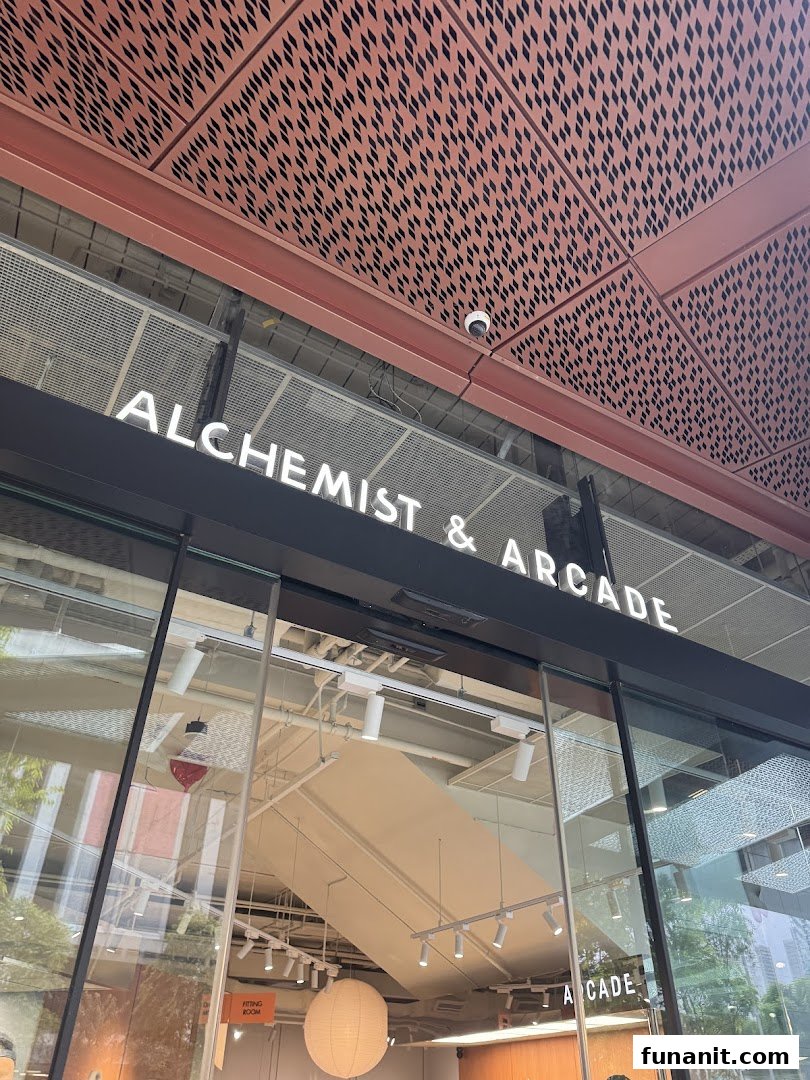 ALCHEMIST & ARCADE
ARCADE
FITTING
ROOM
funanit.com